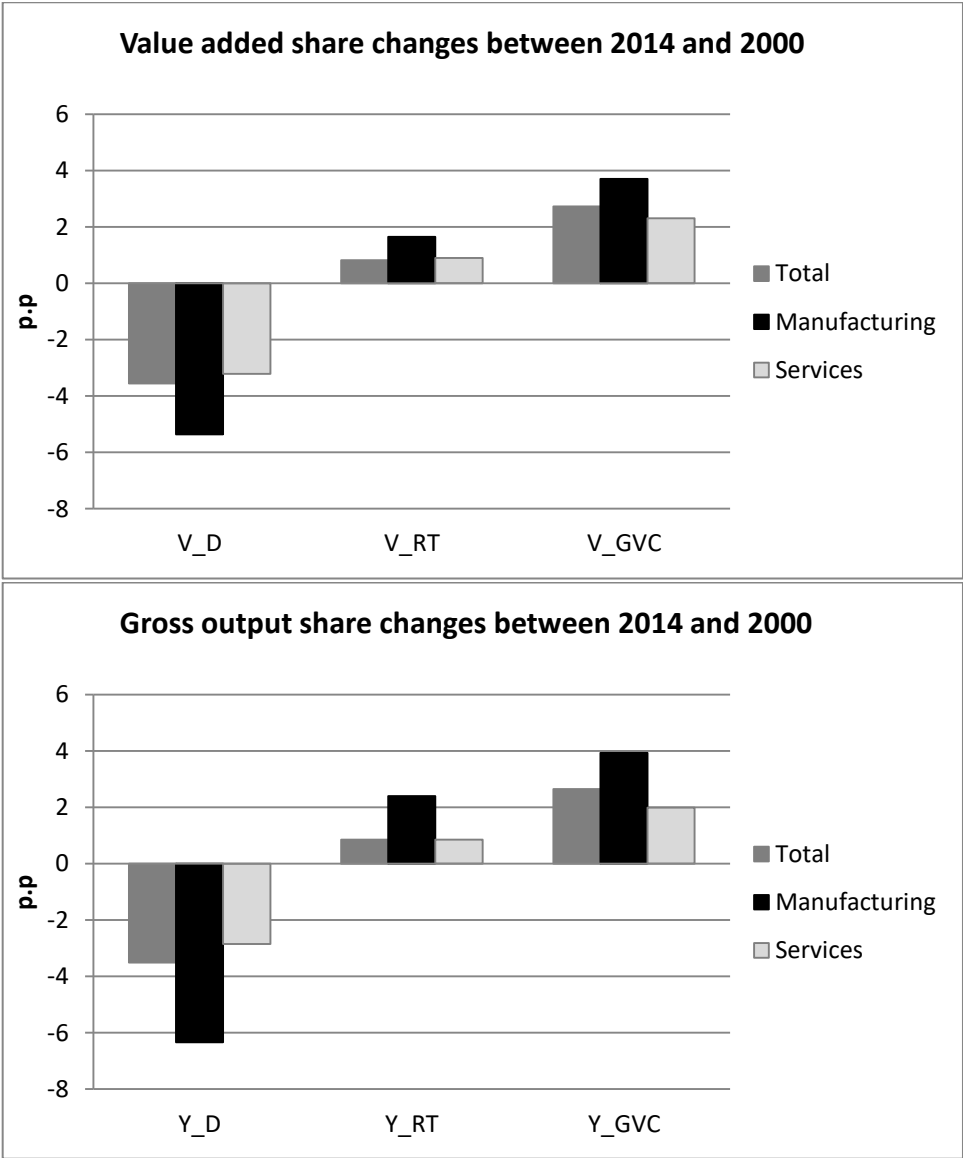 Value added share changes between 2014 and 2000
6
4
2
0
-2
-4
-6
-8
p.p
V_D V_RT V_GVC
Total
Manufacturing
Services
Gross output share changes between 2014 and 2000
6
4
2
0
-2
-4
-6
-8
p.p
Y_D Y_RT Y_GVC
Total
Manufacturing
Services